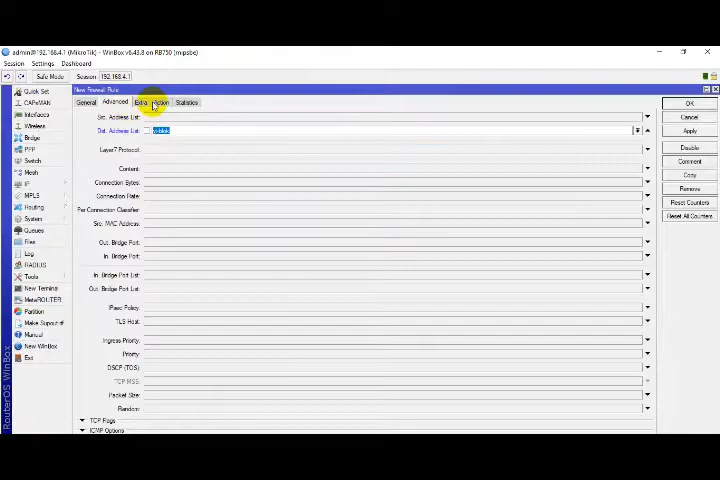 admin@192.168.4.1 (MikroTik) - WinBox v6.43.8 on RB750 (mipsbe)
Session Settings Dashboard
Safe Mode Session: 192.168.4.1
Quick Set
CAPsMAN
Interfaces
Wireless
Bridge
PPP
Switch
Mesh
IP
MPLS
Routing
System
Queues
Files
Log
RADIUS
Tools
New Terminal
MetaROUTER
Partition
Make Supout.rif
Manual
New WinBox
Exit
RouterOS WinBox
New Firewall Rule
General Advanced Extra Action Statistics
Src. Address List:
Dst. Address List:
Layer7 Protocol:
Content:
Connection Bytes:
Connection Rate:
Per Connection Classifier:
Src. MAC Address:
Out. Bridge Port:
In. Bridge Port:
In. Bridge Port List:
Out. Bridge Port List:
IPsec Policy:
TLS Host:
Ingress Priority:
Priority:
DSCP (TOS):
TCP MSS:
Packet Size:
Random:
TCP Flags
ICMP Options
OK
Cancel
Apply
Disable
Comment
Copy
Remove
Reset Counters
Reset All Counters